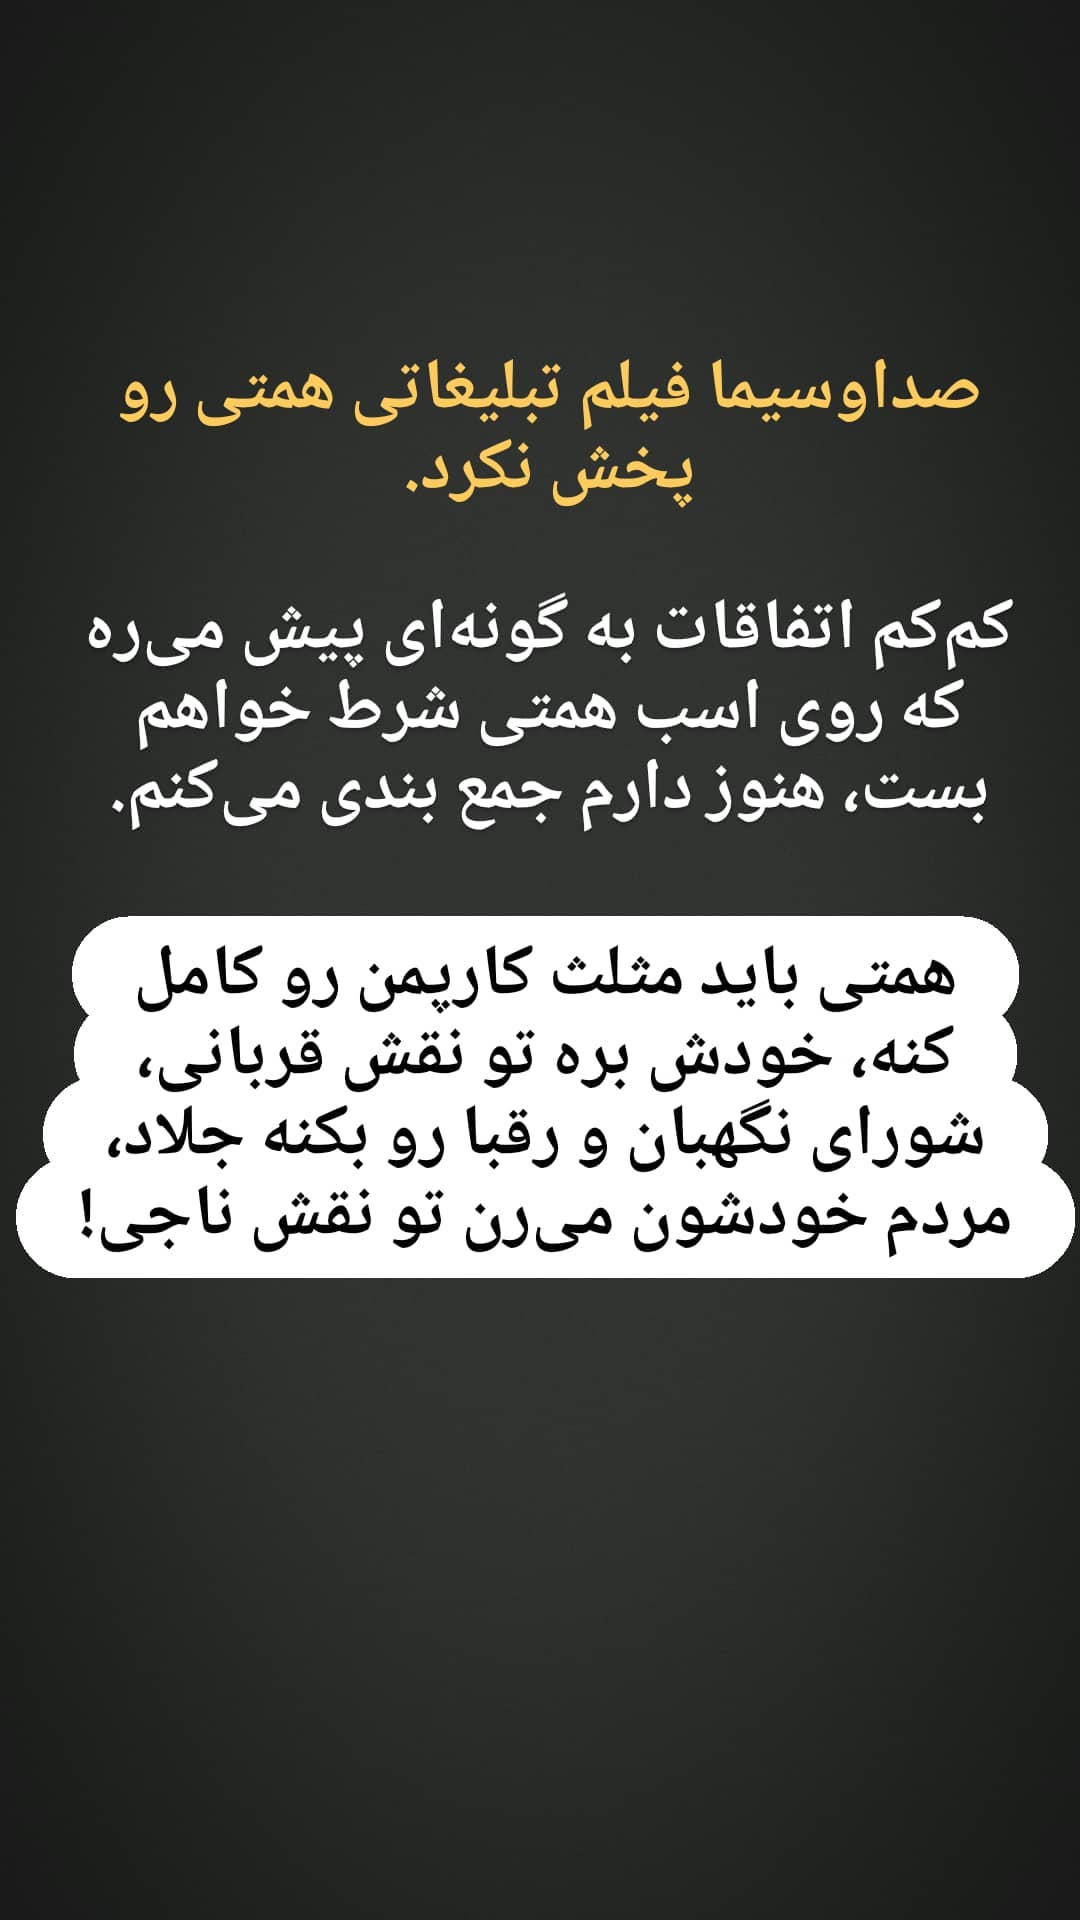 صداوسیما فیلم تبلیغاتی همتی رو
پخش نکرد.
کم‌کم اتفاقات به گونه‌ای پیش می‌ره
که روی اسب همتی شرط خواهم
بست، هنوز دارم جمع بندی می‌کنم.
همتی باید مثلث کارپمن رو کامل
کنه، خودش بره تو نقش قربانی،
شورای نگهبان و رقبا رو بکنه جلاد،
مردم خودشون می‌رن تو نقش ناجی!